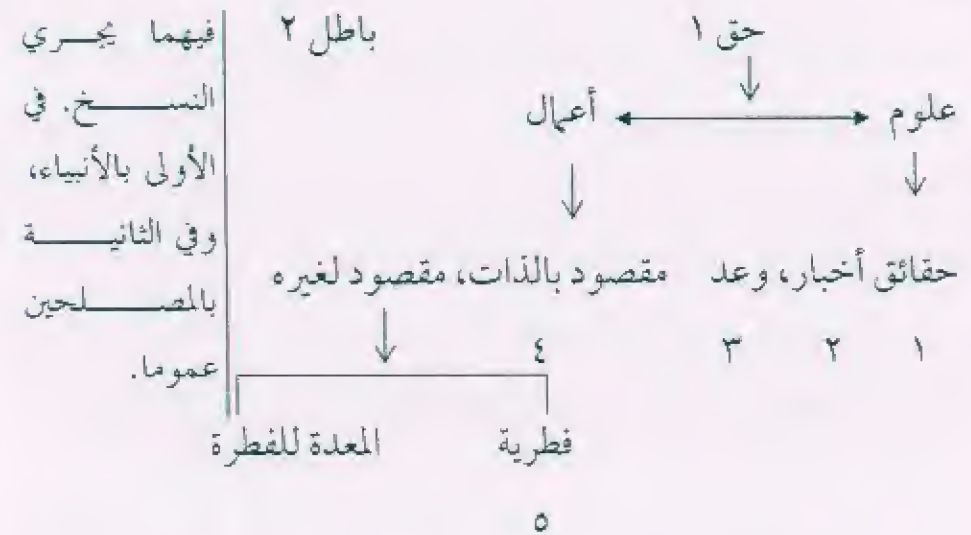 حق ١ باطل ٢
علوم أعمال
حقائق أخبار، وعد مقصود بالذات، مقصود لغيره
١ ٢ ٣ ٤
فطرية المعدة للفطرة
٥
فيهما يجري
النسخ. في
الأولى بالأنبياء،
وفي الثانية
بالمصلحين
عموما.